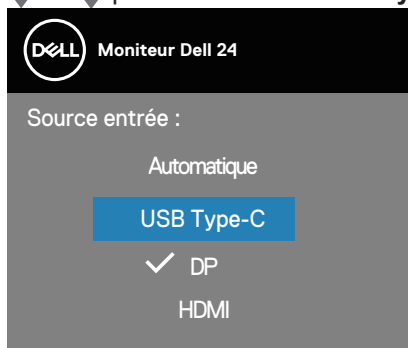 DELL Moniteur Dell 24
Source entrée :
Automatique
USB Type-C
DP
HDMI